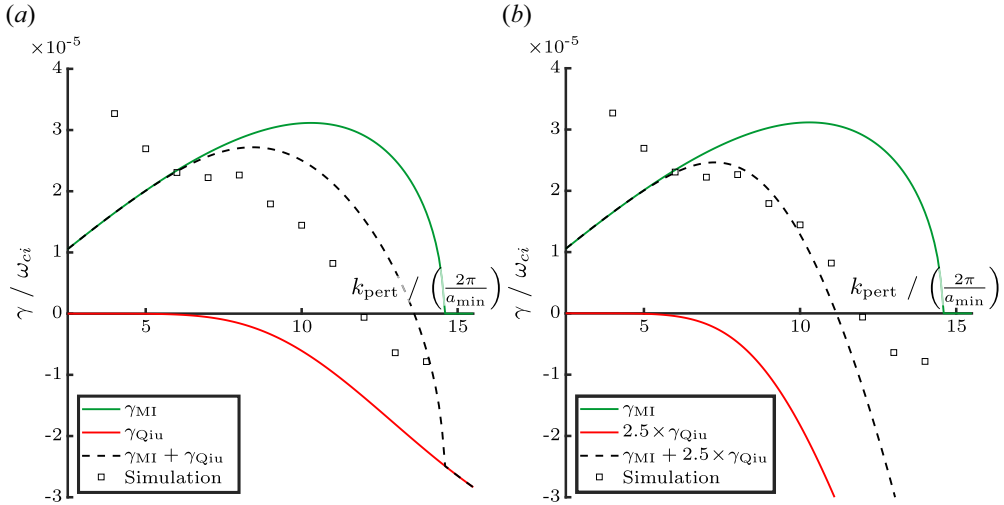 (a)
×10⁻⁵
4
3
2
1
0
-1
-2
-3
5
10
15
γ / ω_ci
k_pert / (2π / a_min)
γ_MI
γ_Qiu
γ_MI + γ_Qiu
Simulation
(b)
×10⁻⁵
4
3
2
1
0
-1
-2
-3
5
10
15
γ / ω_ci
k_pert / (2π / a_min)
γ_MI
2.5×γ_Qiu
γ_MI + 2.5×γ_Qiu
Simulation